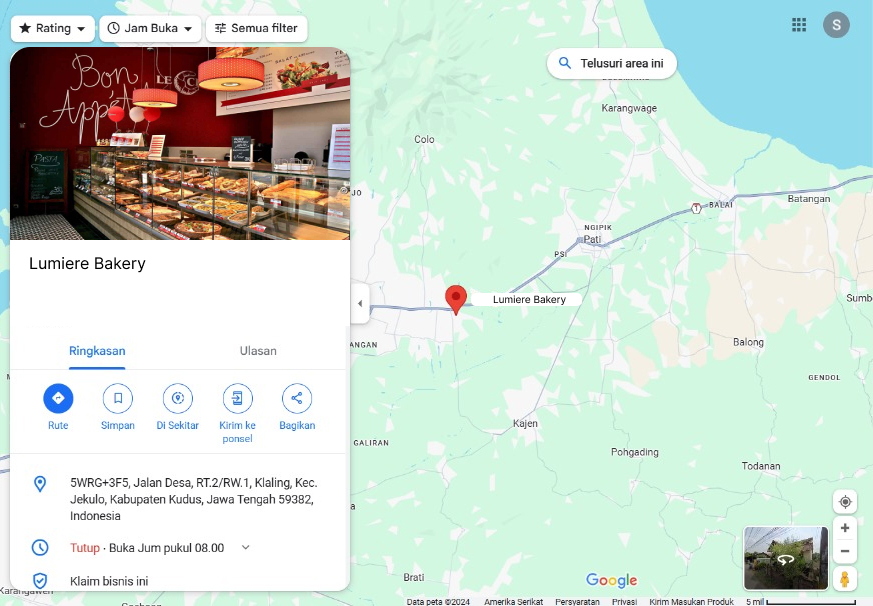 Rating
Jam Buka
Semua filter
S
Telusuri area ini
Bon
App
LE
PASTA
Lumiere Bakery
Ringkasan
Ulasan
Rute
Simpan
Di Sekitar
Kirim ke
ponsel
Bagikan
5WRG+3F5, Jalan Desa, RT.2/RW.1, Klaling, Kec.
Jekulo, Kabupaten Kudus, Jawa Tengah 59382,
Indonesia
Tutup · Buka Jum pukul 08.00
Klaim bisnis ini
Karangwage
Colo
JO
1
BALAI
Batangan
NGIPIK
Pati
PSI
Lumiere Bakery
Sumb
ANGAN
Balong
GENDOL
Kajen
GALIRAN
Pohgading
Todanan
a
Brati
Karangawen
Google
Data peta ©2024
Amerika Serikat
Persyaratan
Privasi
Kirim Masukan Produk
5 mil